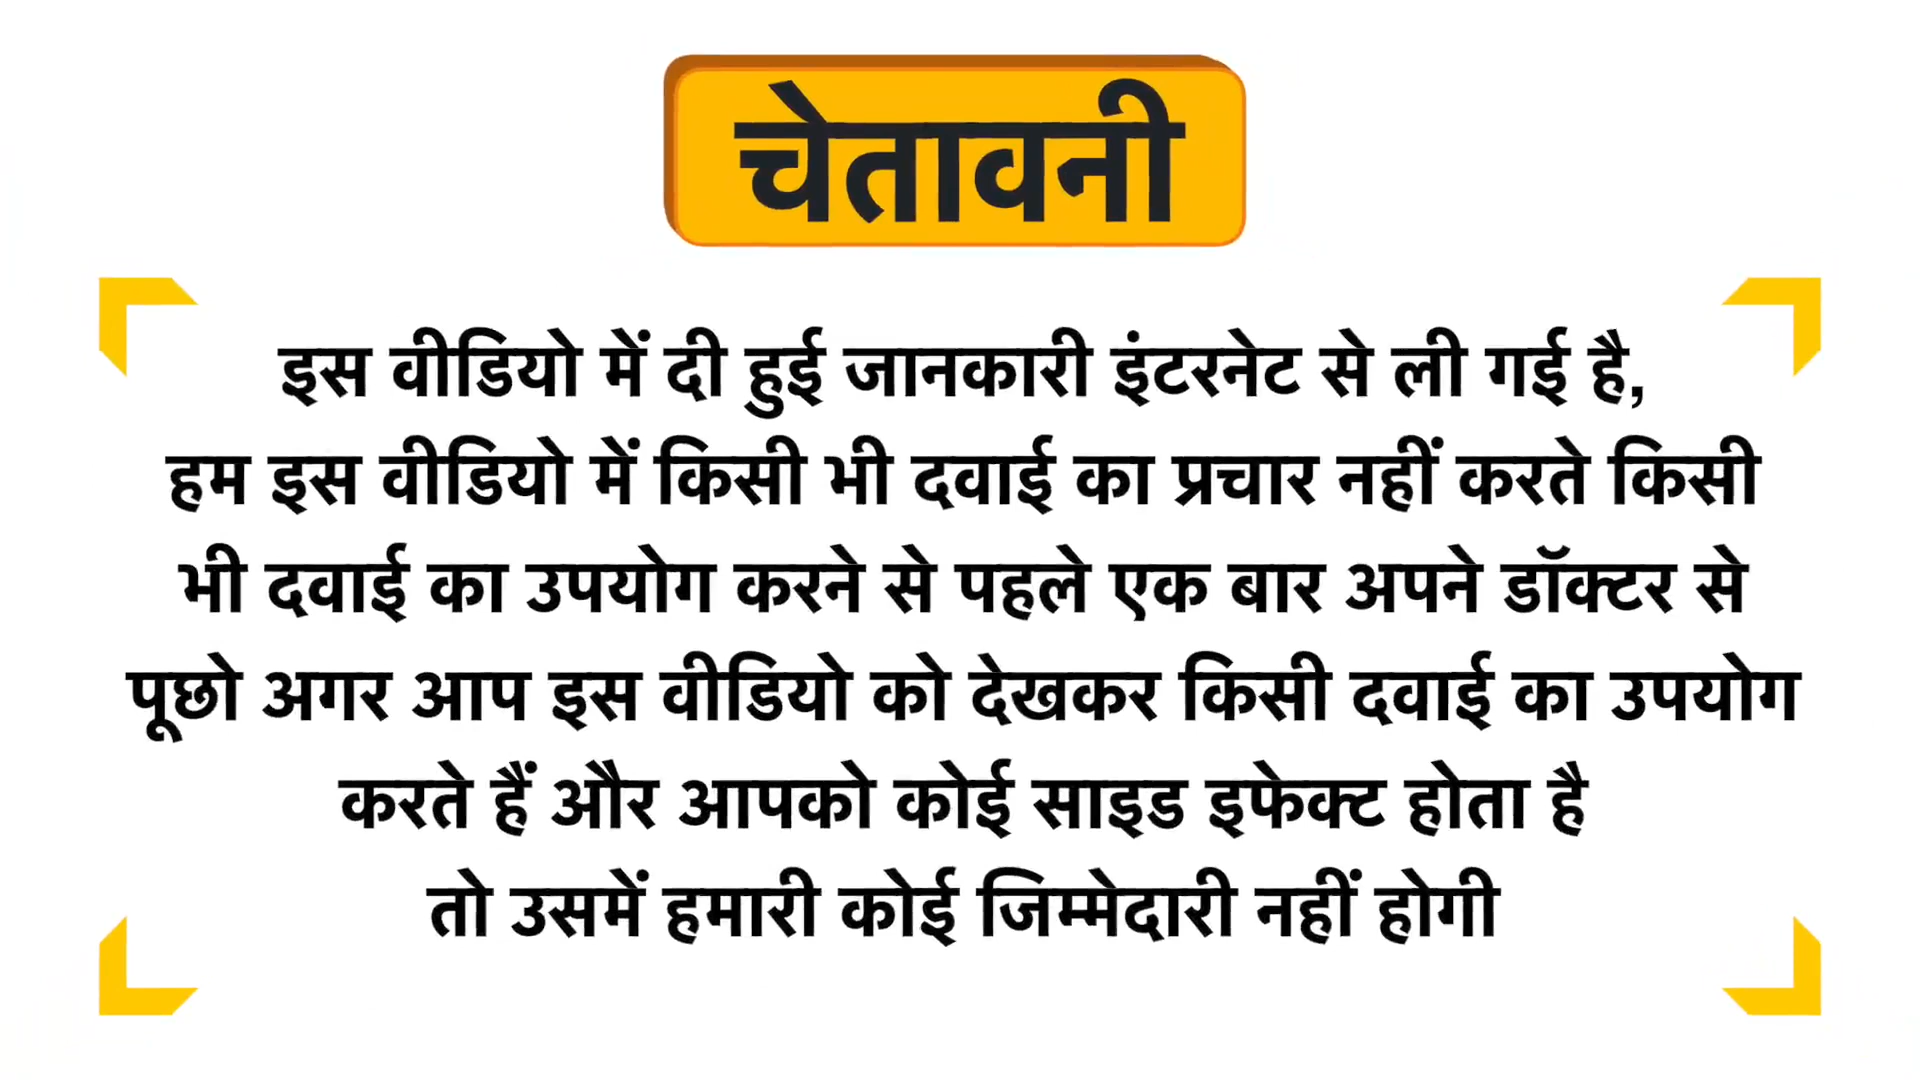 चेतावनी
इस वीडियो में दी हुई जानकारी इंटरनेट से ली गई है,
हम इस वीडियो में किसी भी दवाई का प्रचार नहीं करते किसी
भी दवाई का उपयोग करने से पहले एक बार अपने डॉक्टर से
पूछो अगर आप इस वीडियो को देखकर किसी दवाई का उपयोग
करते हैं और आपको कोई साइड इफेक्ट होता है
तो उसमें हमारी कोई जिम्मेदारी नहीं होगी